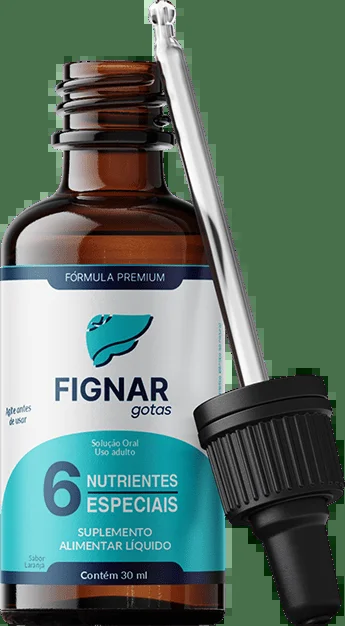 FÓRMULA PREMIUM
FIGNAR
gotas
Agite antes
de usar
Solução Oral
Uso adulto
6 NUTRIENTES
ESPECIAIS
SUPLEMENTO
ALIMENTAR LÍQUIDO
Sabor
Laranja
Contém 30 ml